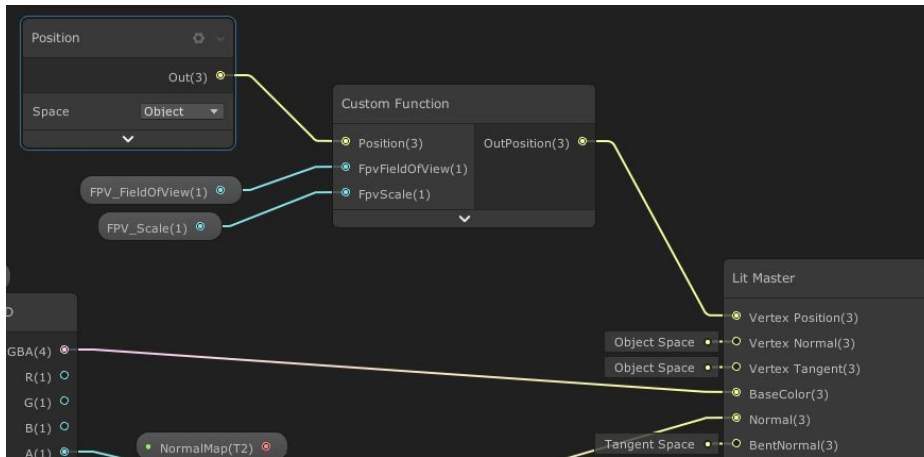 Position
Out(3)
Space
Object
Custom Function
Position(3)
OutPosition(3)
FpvFieldOfView(1)
FpvScale(1)
FPV_FieldOfView(1)
FPV_Scale(1)
Lit Master
Vertex Position(3)
Object Space
Vertex Normal(3)
Object Space
Vertex Tangent(3)
BaseColor(3)
Normal(3)
Tangent Space
BentNormal(3)
GBA(4)
R(1)
G(1)
B(1)
A(1)
NormalMap(T2)